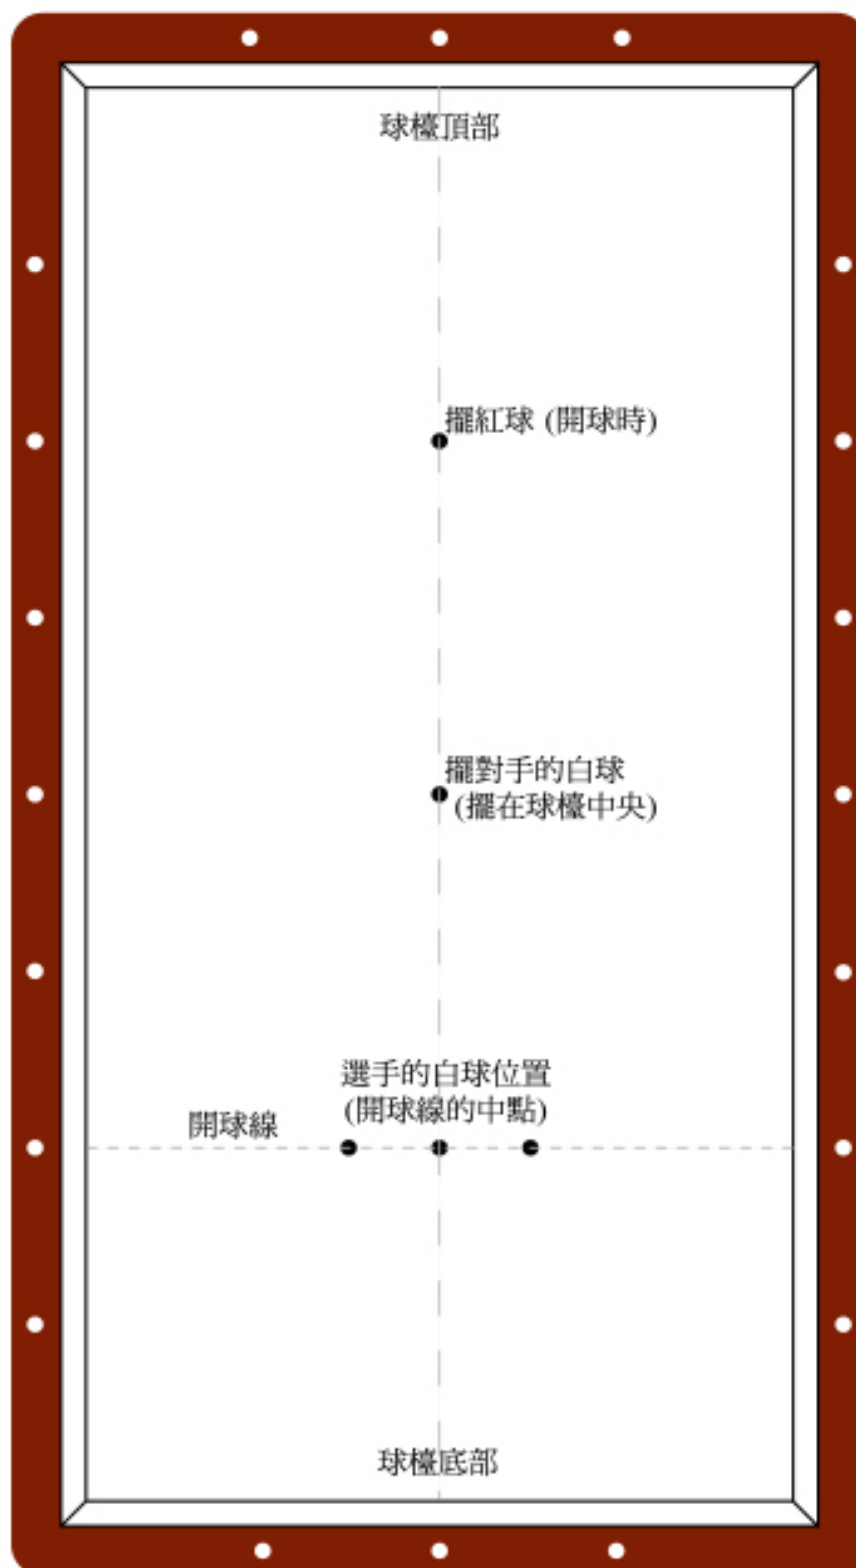 球檯頂部
擺紅球 (開球時)
擺對手的白球
(擺在球檯中央)
選手的白球位置
(開球線的中點)
開球線
球檯底部